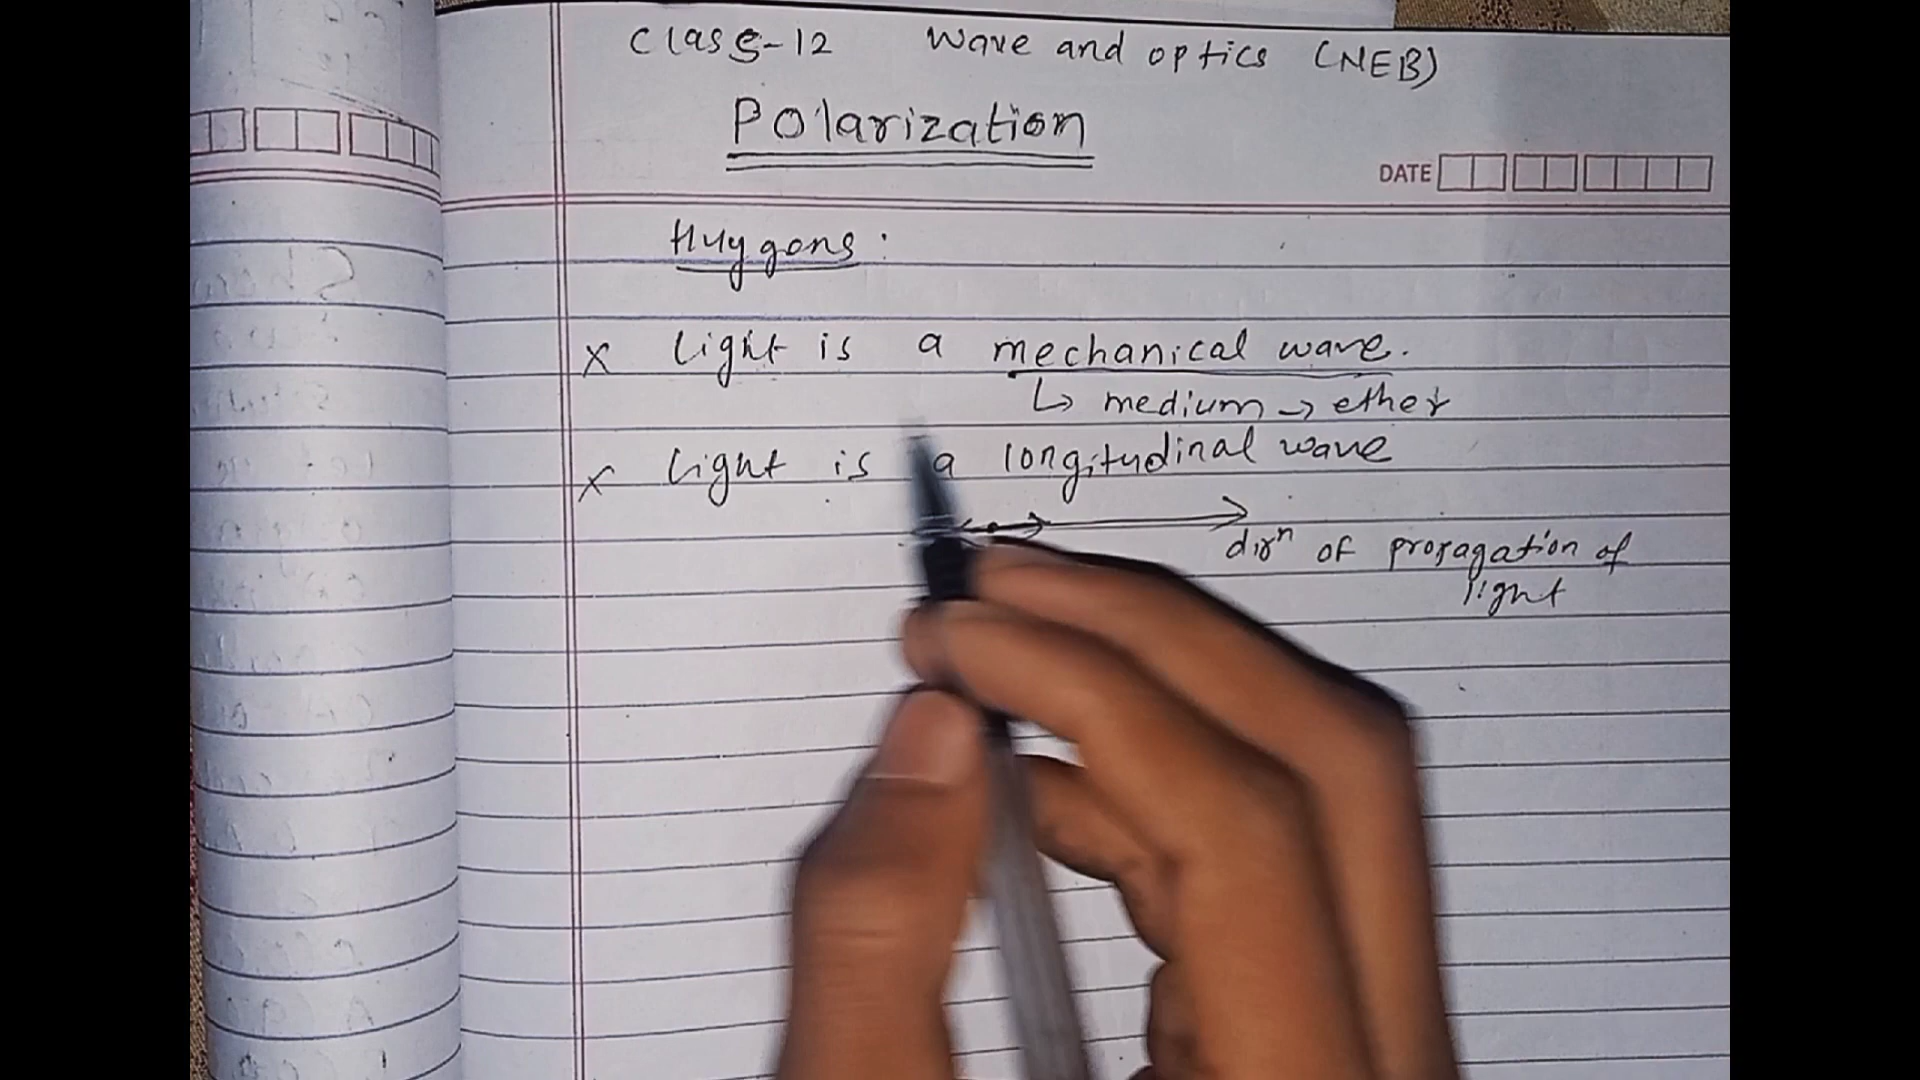 Class-12 Wave and optics (NEB)
Polarization
DATE
Huygons:
x Light is a mechanical wave.
↳ medium → ether
x Light is a longitudinal wave
dirⁿ of propagation of
light